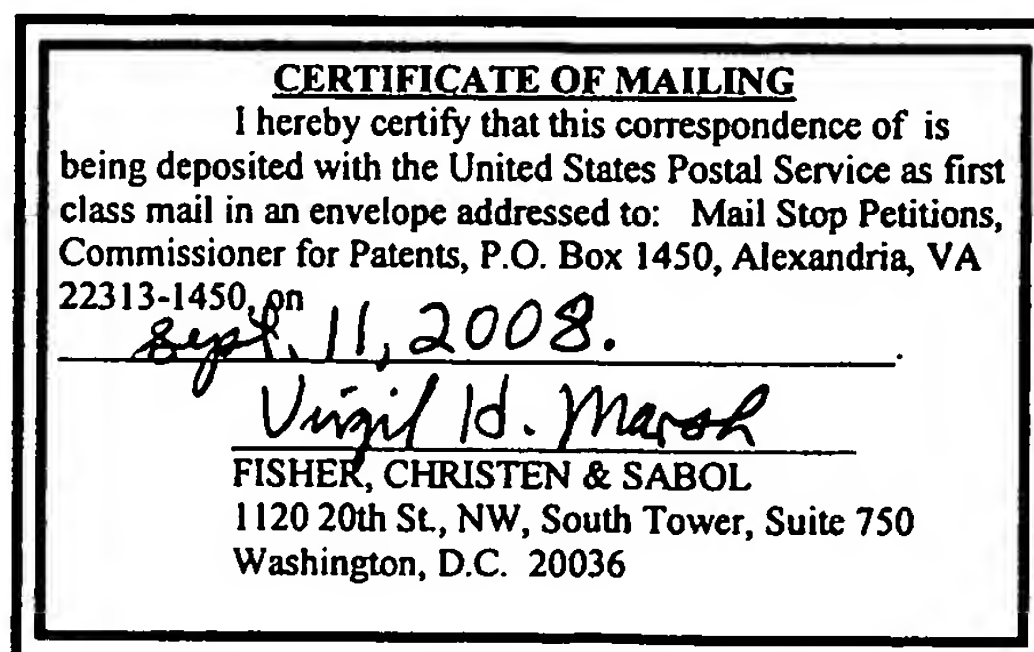 CERTIFICATE OF MAILING
I hereby certify that this correspondence of is
being deposited with the United States Postal Service as first
class mail in an envelope addressed to: Mail Stop Petitions,
Commissioner for Patents, P.O. Box 1450, Alexandria, VA
22313-1450, on
Sept. 11, 2008. .
Virgil H. Marsh
FISHER, CHRISTEN & SABOL
1120 20th St., NW, South Tower, Suite 750
Washington, D.C. 20036